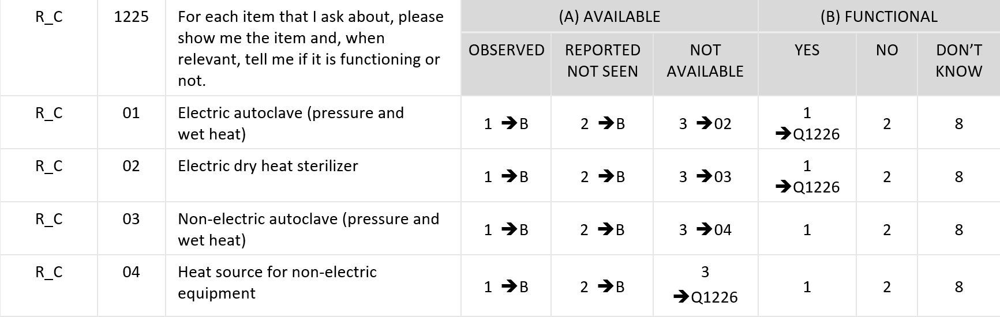 R_C 1225 For each item that I ask about, please (A) AVAILABLE (B) FUNCTIONAL
show me the item and, when
relevant, tell me if it is functioning or
not.
OBSERVED REPORTED NOT SEEN NOT AVAILABLE YES NO DON’T KNOW
R_C 01 Electric autoclave (pressure and
wet heat)
1 ➔B 2 ➔B 3 ➔02 1 ➔Q1226 2 8
R_C 02 Electric dry heat sterilizer
1 ➔B 2 ➔B 3 ➔03 1 ➔Q1226 2 8
R_C 03 Non-electric autoclave (pressure and
wet heat)
1 ➔B 2 ➔B 3 ➔04 1 2 8
R_C 04 Heat source for non-electric
equipment
1 ➔B 2 ➔B 3 ➔Q1226 1 2 8